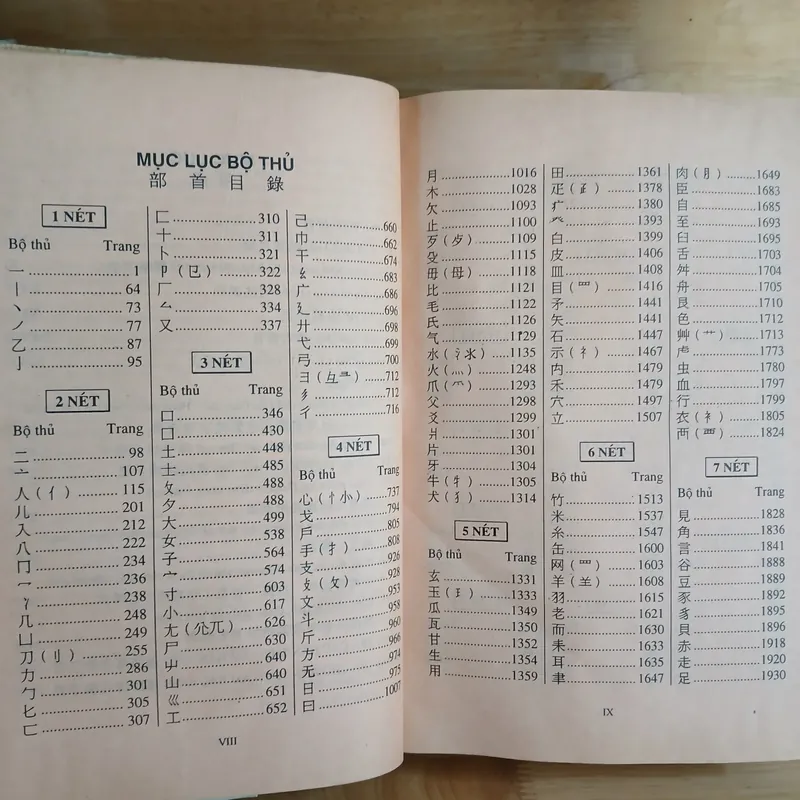 MỤC LỤC BỘ THỦ
部首目錄
1 NÉT
Bộ thủ Trang
一 1
丨 64
丶 73
丿 77
乙 87
亅 95
2 NÉT
Bộ thủ Trang
二 98
亠 107
人 (亻) 115
儿 201
入 212
八 222
冂 234
冖 236
冫 238
几 248
凵 249
刀 (刂) 255
力 286
勹 301
匕 305
匚 307
匸 310
十 311
卜 321
卩 (㔾) 322
厂 328
厶 334
又 337
3 NÉT
Bộ thủ Trang
口 346
囗 430
土 448
士 485
夂 488
夕 488
大 499
女 538
子 564
宀 574
寸 603
小 617
尢 (尣兀) 626
尸 630
屮 640
山 640
巛 651
工 652
己 660
巾 662
干 674
幺 683
广 686
廴 696
廾 698
弋 699
弓 700
彐 (彑⺕) 712
彡 712
彳 716
4 NÉT
Bộ thủ Trang
心 (忄⺗) 737
戈 794
戶 805
手 (扌) 808
支 926
攴 (攵) 928
文 953
斗 958
斤 960
方 966
无 974
日 975
曰 1007
VIII
月 1016
木 1028
欠 1093
止 1100
歹 (歺) 1109
殳 1115
毋 (母) 1118
比 1121
毛 1122
氏 1126
气 1129
水 (氵氺) 1135
火 (灬) 1248
爪 (爫) 1293
父 1298
爻 1299
爿 1301
片 1301
牙 1304
牛 (牜) 1305
犬 (犭) 1314
5 NÉT
Bộ thủ Trang
玄 1331
玉 (王) 1333
瓜 1349
瓦 1350
甘 1352
生 1354
用 1359
田 1361
疋 (⺪) 1378
疒 1380
癶 1393
白 1399
皮 1406
皿 1408
目 (罒) 1416
矛 1441
矢 1441
石 1447
示 (礻) 1467
禸 1479
禾 1479
穴 1497
立 1507
6 NÉT
Bộ thủ Trang
竹 1513
米 1537
糸 1547
缶 1600
网 (罒) 1603
羊 (⺷) 1608
羽 1615
老 1621
而 1630
耒 1633
耳 1635
聿 1647
肉 (月) 1649
臣 1683
自 1685
至 1693
臼 1695
舌 1703
舛 1704
舟 1705
艮 1710
色 1712
艸 (艹) 1713
虍 1773
虫 1780
血 1797
行 1799
衣 (衤) 1805
襾 (覀) 1824
7 NÉT
Bộ thủ Trang
見 1828
角 1836
言 1841
谷 1888
豆 1889
豕 1892
豸 1895
貝 1896
赤 1918
走 1920
足 1930
IX